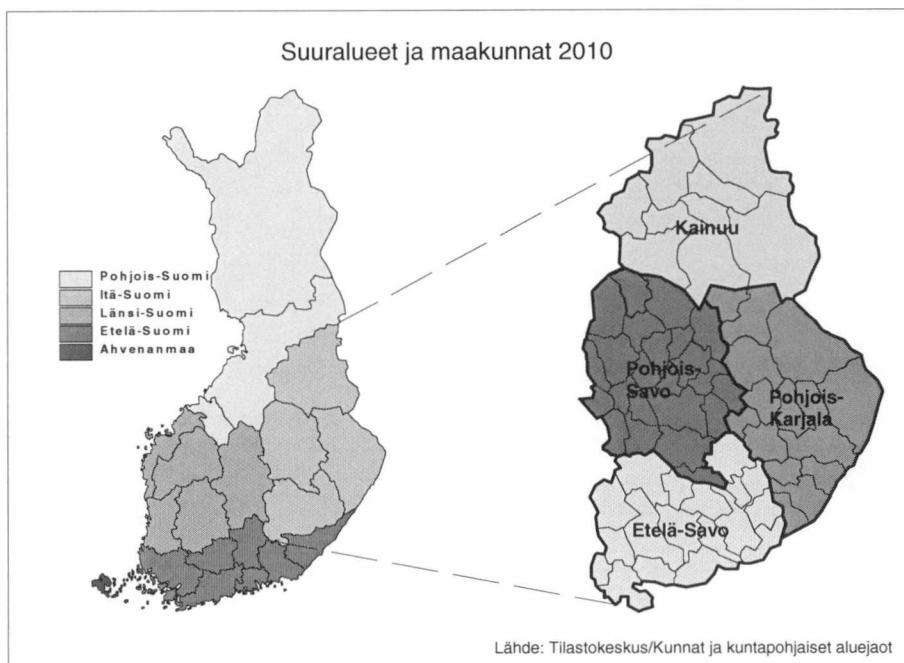 Suuralueet ja maakunnat 2010
Pohjois-Suomi
Itä-Suomi
Länsi-Suomi
Etelä-Suomi
Ahvenanmaa
Kainuu
Pohjois-
Savo
Pohjois-
Karjala
Etelä-Savo
Lähde: Tilastokeskus/Kunnat ja kuntapohjaiset aluejaot